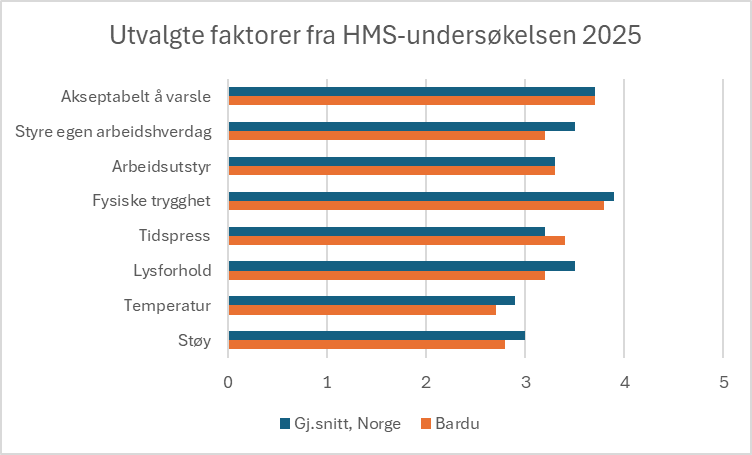 Utvalgte faktorer fra HMS-undersøkelsen 2025
Akseptabelt å varsle
Styre egen arbeidshverdag
Arbeidsutstyr
Fysiske trygghet
Tidspress
Lysforhold
Temperatur
Støy
0 1 2 3 4 5
Gj.snitt, Norge Bardu